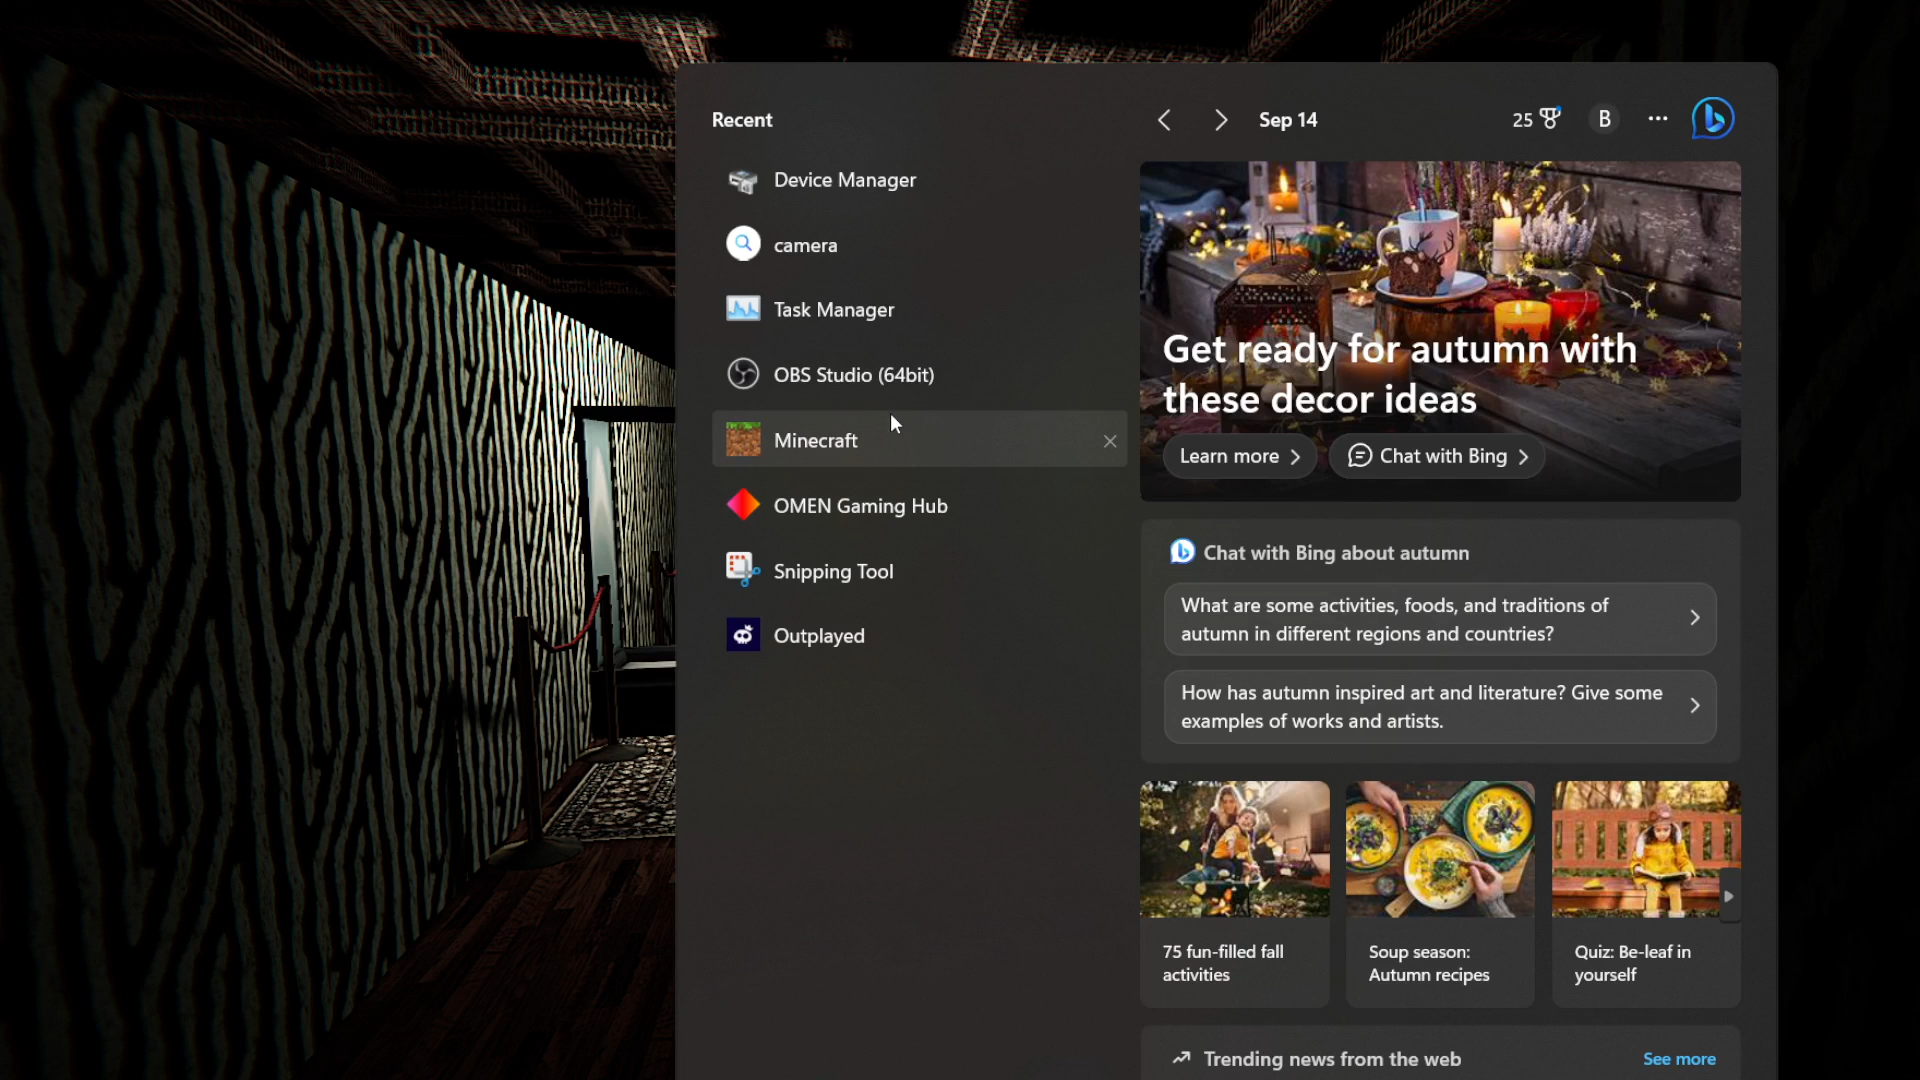 Recent
Device Manager
camera
Task Manager
OBS Studio (64bit)
Minecraft
OMEN Gaming Hub
Snipping Tool
Outplayed
Sep 14
25
B
Get ready for autumn with
these decor ideas
Learn more
Chat with Bing
Chat with Bing about autumn
What are some activities, foods, and traditions of
autumn in different regions and countries?
How has autumn inspired art and literature? Give some
examples of works and artists.
75 fun-filled fall
activities
Soup season:
Autumn recipes
Quiz: Be-leaf in
yourself
Trending news from the web
See more